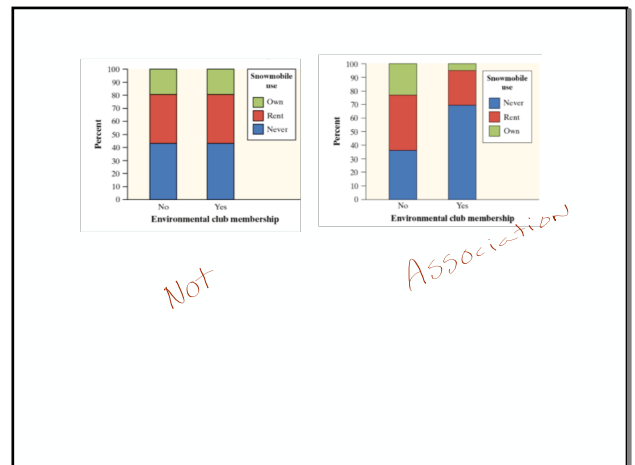 100
90
80
70
60
50
40
30
20
10
0
Percent
No Yes
Environmental club membership
Snowmobile
use
Own
Rent
Never
100
90
80
70
60
50
40
30
20
10
0
Percent
No Yes
Environmental club membership
Snowmobile
use
Never
Rent
Own
Not
Association